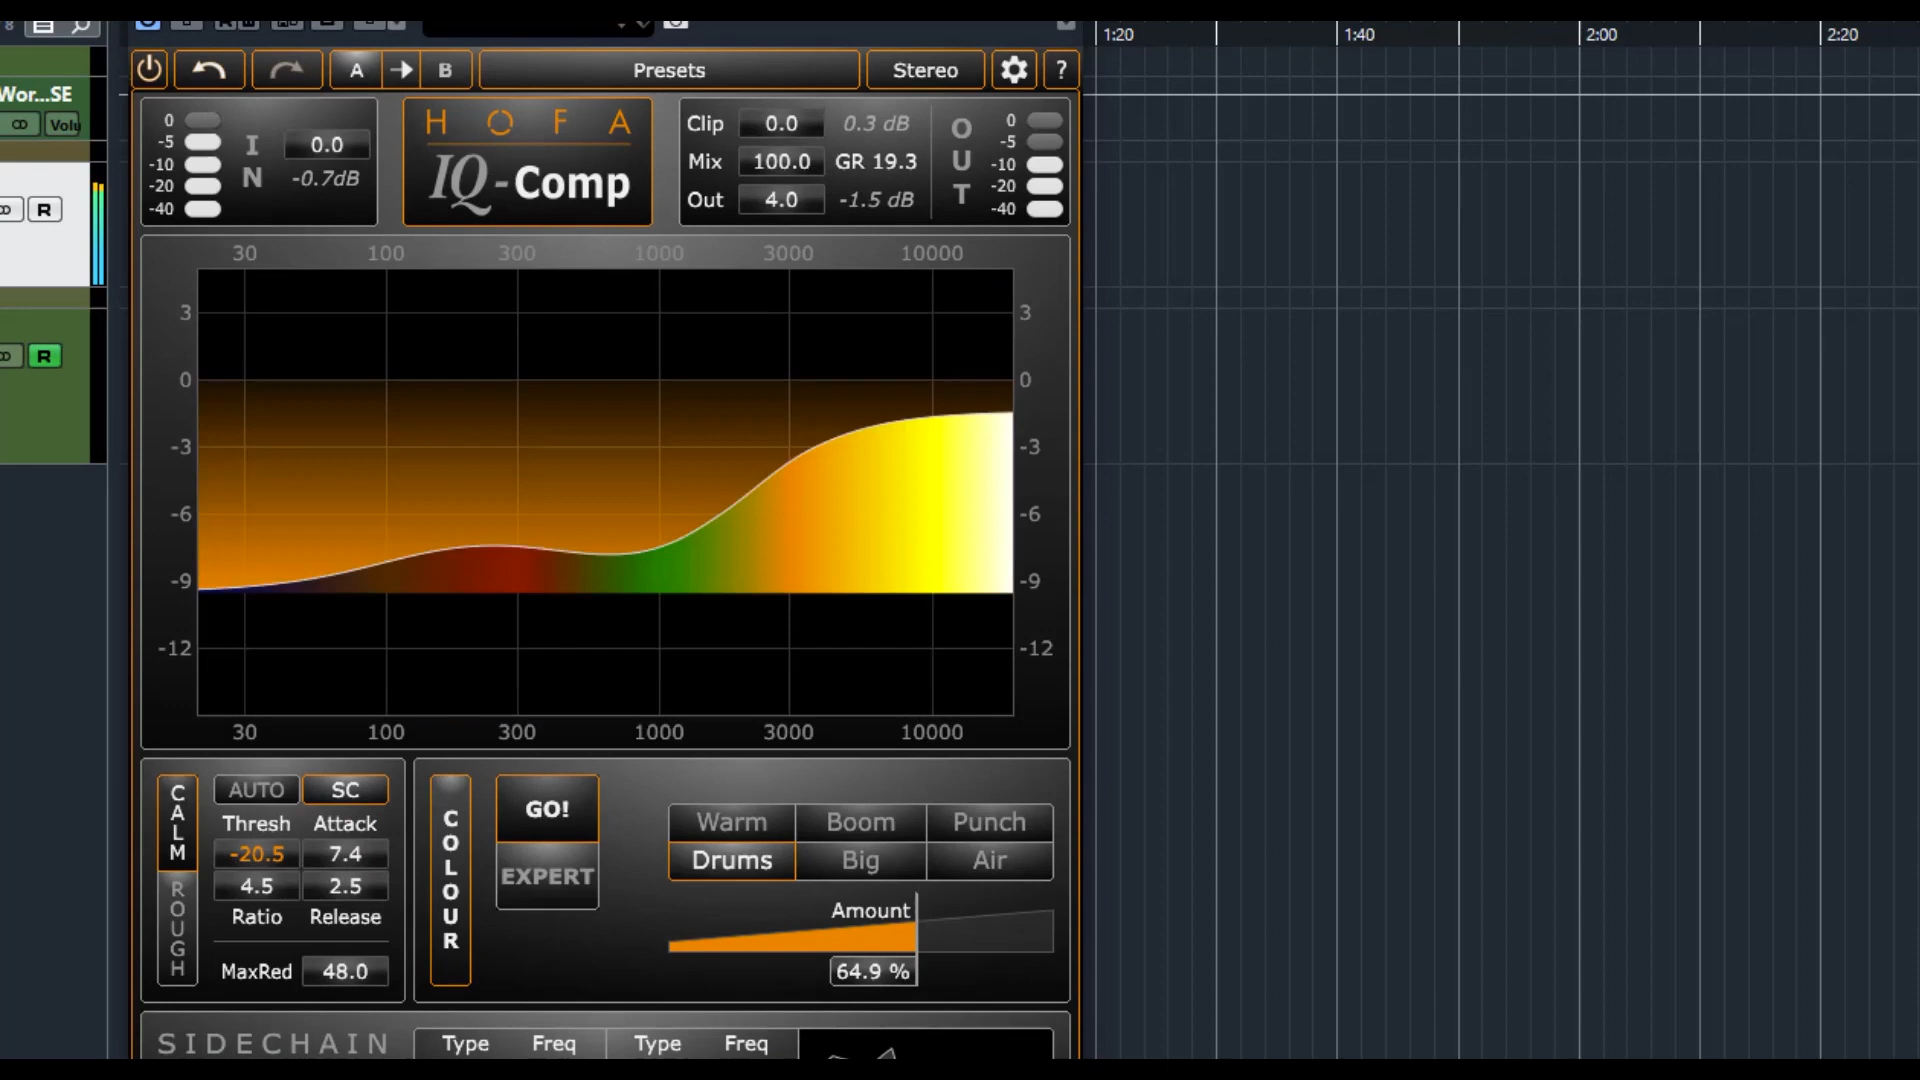 1:20 1:40 2:00 2:20
8
A B Presets Stereo ?
Wor...SE
Volu
R
R
0
-5
-10
-20
-40
IN
0.0
-0.7dB
HOFA
IQ-Comp
Clip 0.0 0.3 dB
Mix 100.0 GR 19.3
Out 4.0 -1.5 dB
OUT
0
-5
-10
-20
-40
30 100 300 1000 3000 10000
3 3
0 0
-3 -3
-6 -6
-9 -9
-12 -12
30 100 300 1000 3000 10000
CALM
ROUGH
AUTO SC
Thresh Attack
-20.5 7.4
4.5 2.5
Ratio Release
MaxRed 48.0
COLOUR
GO!
EXPERT
Warm Boom Punch
Drums Big Air
Amount
64.9 %
SIDECHAIN
Type Freq Type Freq